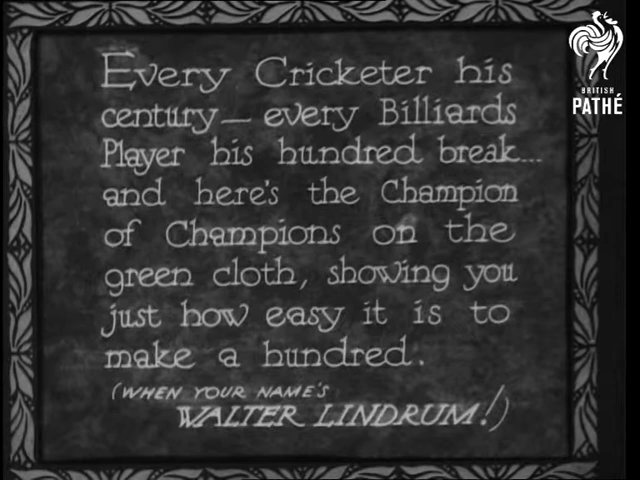 BRITISH
PATHÉ
Every Cricketer his
century — every Billiards
Player his hundred break...
and here's the Champion
of Champions on the
green cloth, showing you
just how easy it is to
make a hundred.
(WHEN YOUR NAME'S
WALTER LINDRUM!)